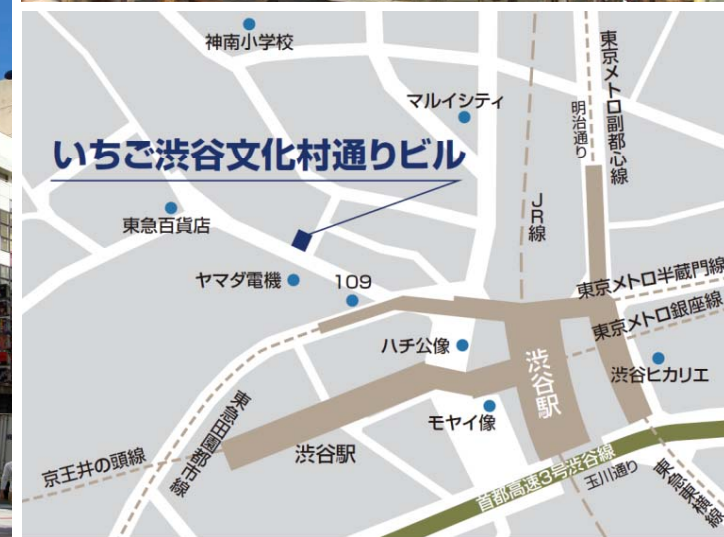 神南小学校
マルイシティ
東京メトロ副都心線
明治通り
いちご渋谷文化村通りビル
東急百貨店
JR線
ヤマダ電機
109
東京メトロ半蔵門線
東京メトロ銀座線
ハチ公像
渋谷駅
渋谷ヒカリエ
モヤイ像
東急田園都市線
京王井の頭線
渋谷駅
首都高速3号渋谷線
玉川通り
東急東横線